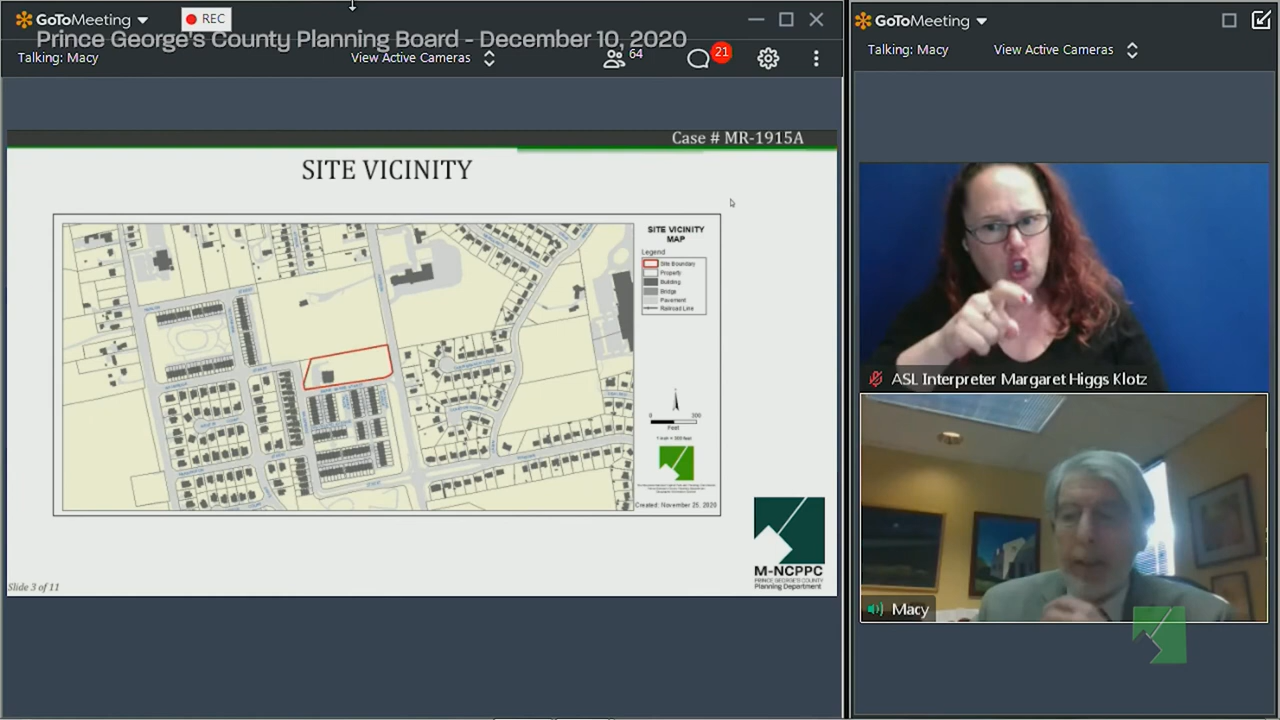 GoToMeeting
REC
Prince George's County Planning Board - December 10, 2020
Talking: Macy
View Active Cameras
64
21
Case # MR-1915A
SITE VICINITY
SITE VICINITY
MAP
Legend
Site Boundary
Property
Building
Bridge
Pavement
Railroad Line
0
300
Feet
Created: November 25, 2020
M-NCPPC
PRINCE GEORGE'S COUNTY
Planning Department
Slide 3 of 11
GoToMeeting
Talking: Macy
View Active Cameras
ASL Interpreter Margaret Higgs Klotz
Macy